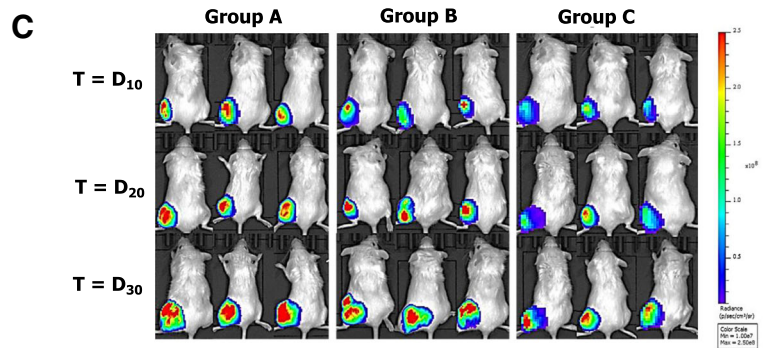 C
Group A
Group B
Group C
T = D10
T = D20
T = D30
2.5
2.0
1.5
x10⁸
1.0
0.5
Radiance
(p/sec/cm²/sr)
Color Scale
Min = 1.00e7
Max = 2.50e8